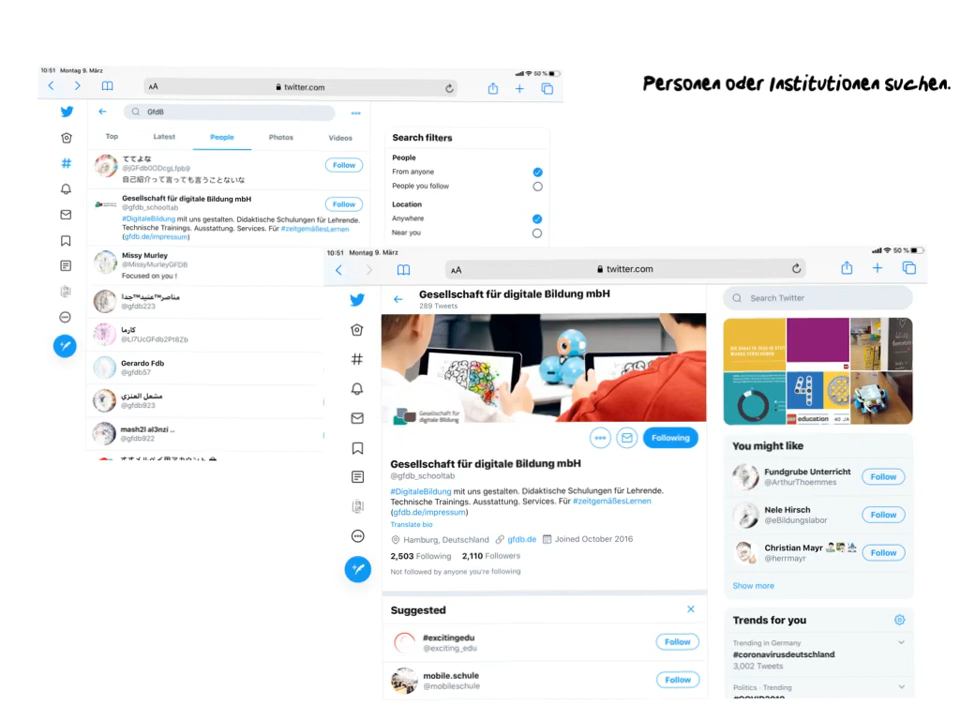 Personen oder Institutionen suchen.
10:51 Montag 9. März
50 %
AA
twitter.com
GfdB
Top Latest People Photos Videos
ててよな
@jGFdb0ODcgLfpb9
Follow
自己紹介って言っても言うことないな
Gesellschaft für digitale Bildung mbH
@gfdb_schooltab
Follow
#DigitaleBildung mit uns gestalten. Didaktische Schulungen für Lehrende.
Technische Trainings. Ausstattung. Services. Für #zeitgemäßesLernen
(gfdb.de/impressum)
Missy Murley
@MissyMurleyGFDB
Focused on you !
مناصر™عنيد™جدا
@gfdb223
كارما
@Li7UcGFdb2Pt8Zb
Gerardo Fdb
@gfdb57
مشعل العنزي
@gfdb923
mash2l al3nzi ..
@gfdb922
Search filters
People
From anyone
People you follow
Location
Anywhere
Near you
10:51 Montag 9. März
50 %
AA
twitter.com
Gesellschaft für digitale Bildung mbH
289 Tweets
Gesellschaft für
digitale Bildung
Following
Gesellschaft für digitale Bildung mbH
@gfdb_schooltab
#DigitaleBildung mit uns gestalten. Didaktische Schulungen für Lehrende.
Technische Trainings. Ausstattung. Services. Für #zeitgemäßesLernen
(gfdb.de/impressum)
Translate bio
Hamburg, Deutschland gfdb.de Joined October 2016
2,503 Following 2,110 Followers
Not followed by anyone you're following
Suggested
#excitingedu
@exciting_edu
Follow
mobile.schule
@mobileschule
Follow
Search Twitter
education
You might like
Fundgrube Unterricht
@ArthurThoemmes
Follow
Nele Hirsch
@eBildungslabor
Follow
Christian Mayr
@herrmayr
Follow
Show more
Trends for you
Trending in Germany
#coronavirusdeutschland
3,002 Tweets
Politics · Trending
#COVID2019